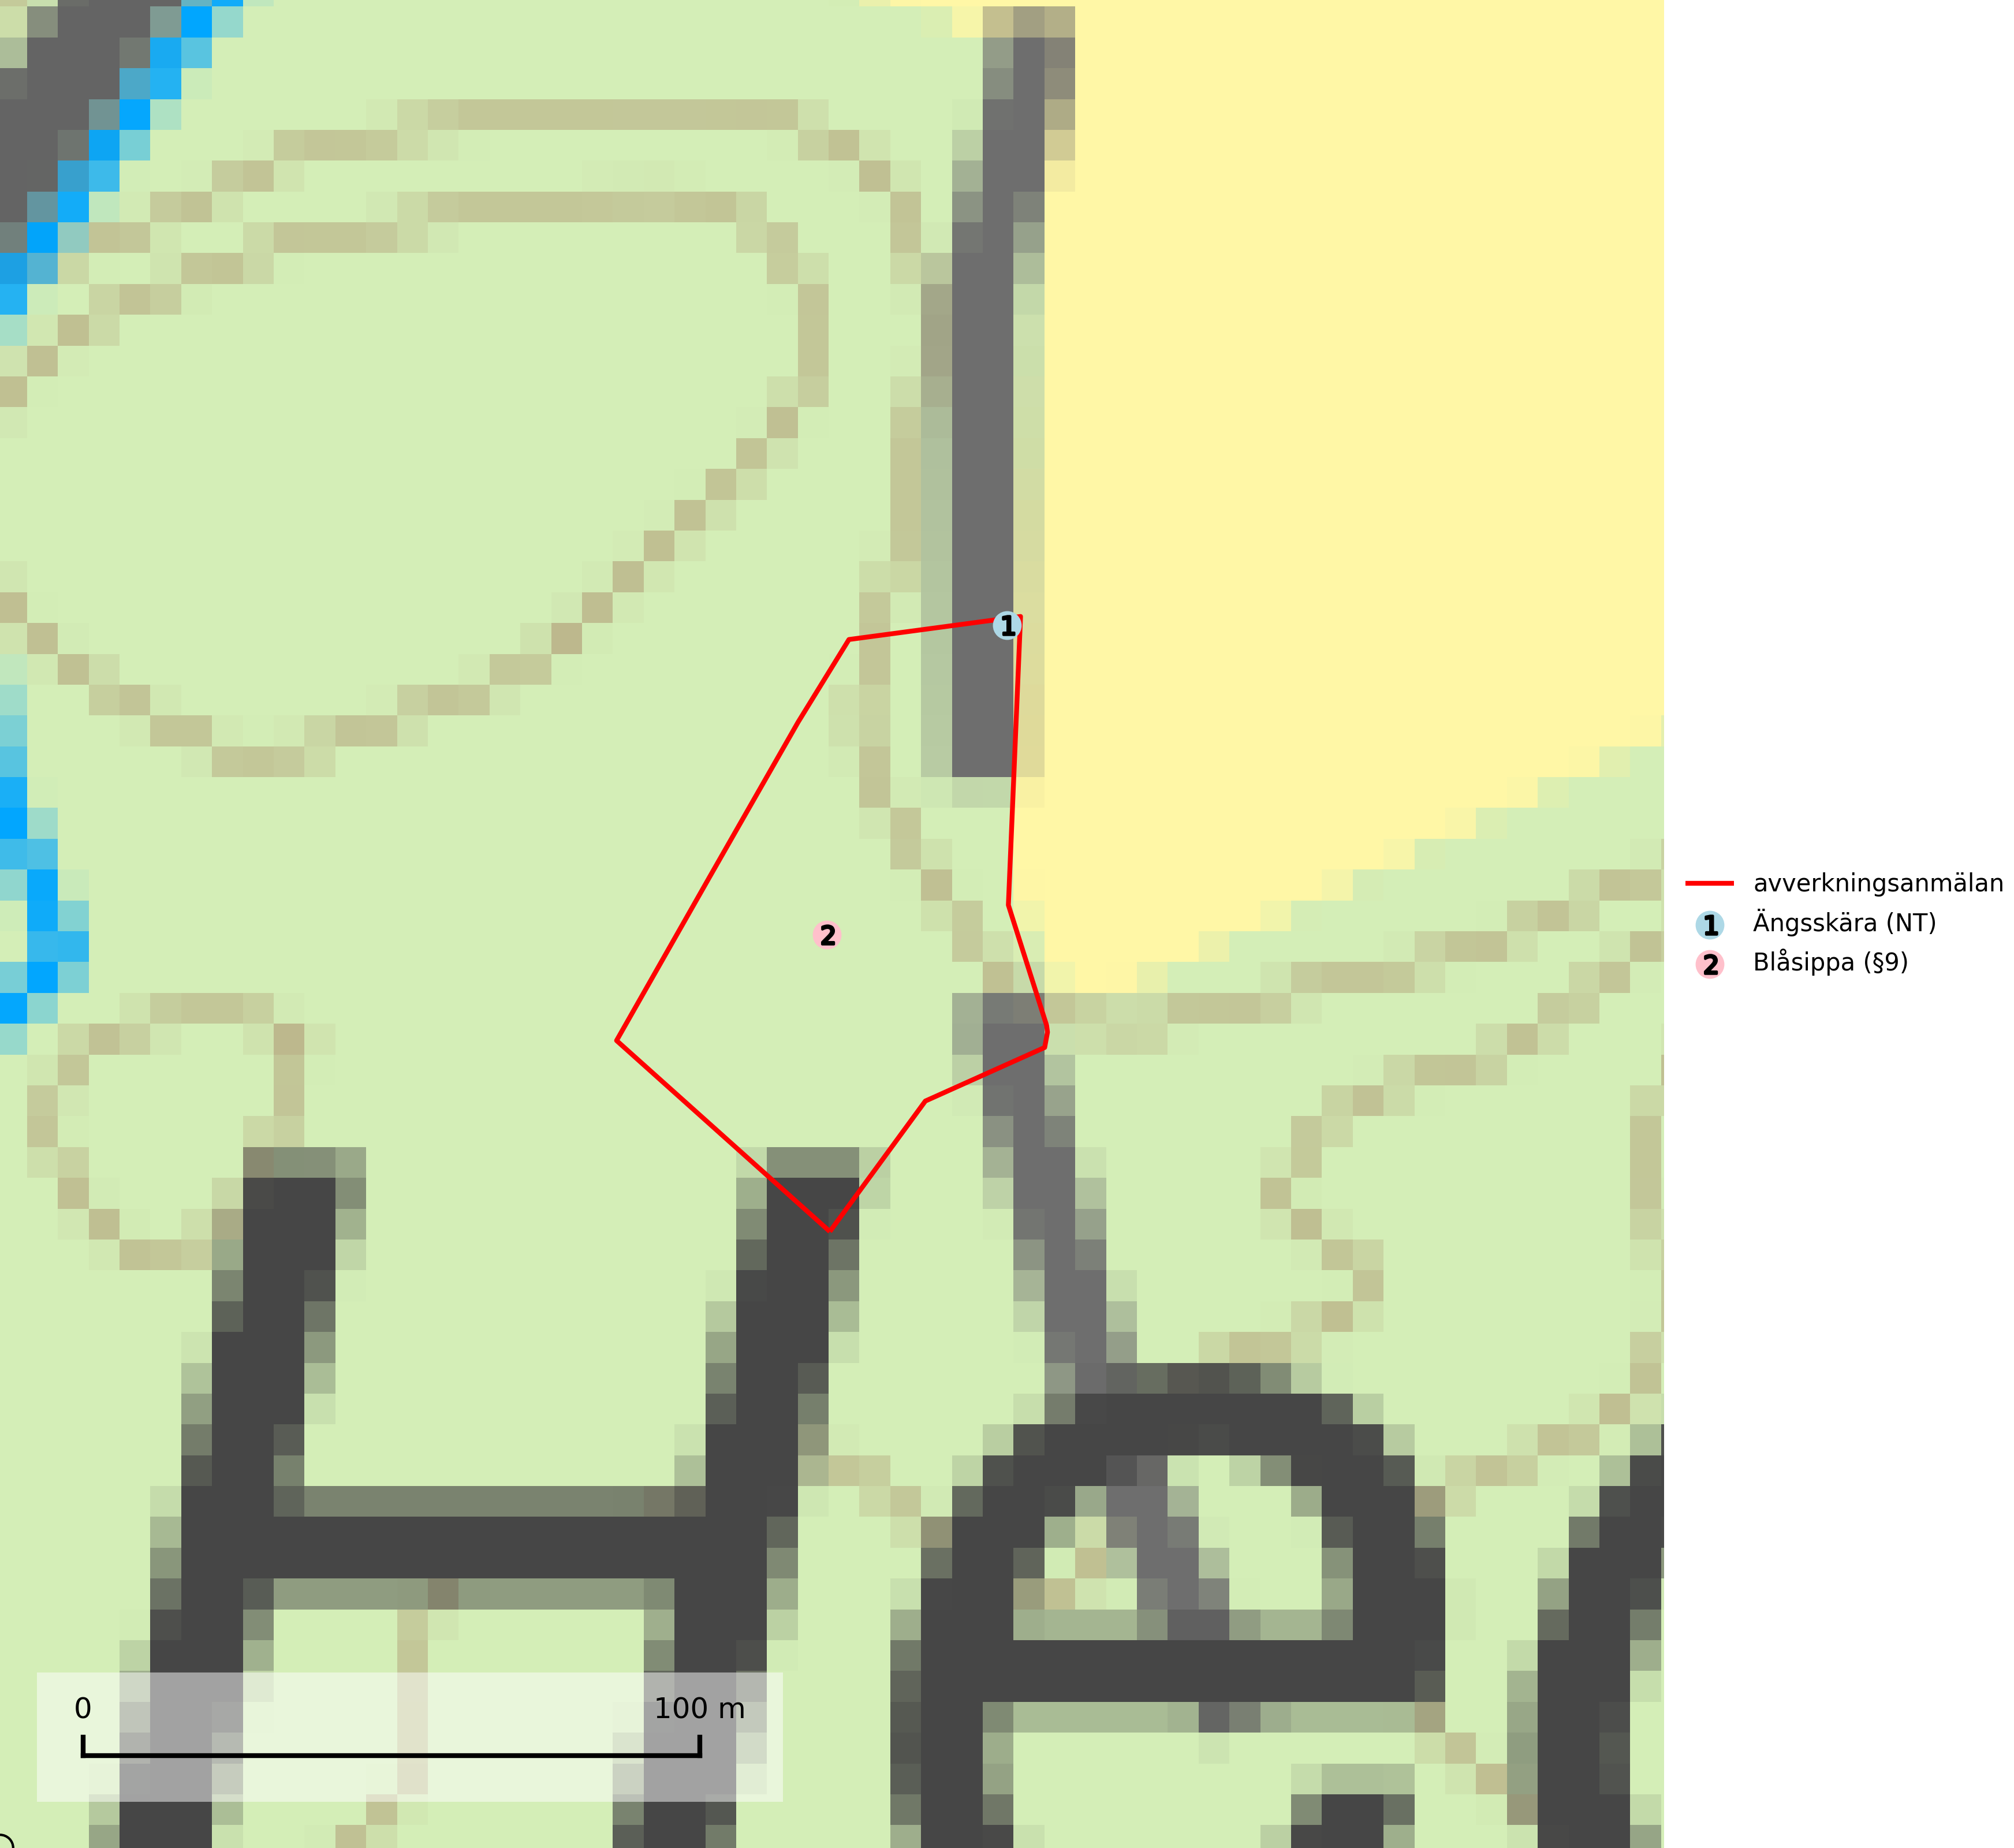 1
2
avverkningsanmälan
1 Ängsskära (NT)
2 Blåsippa (§9)
0 100 m